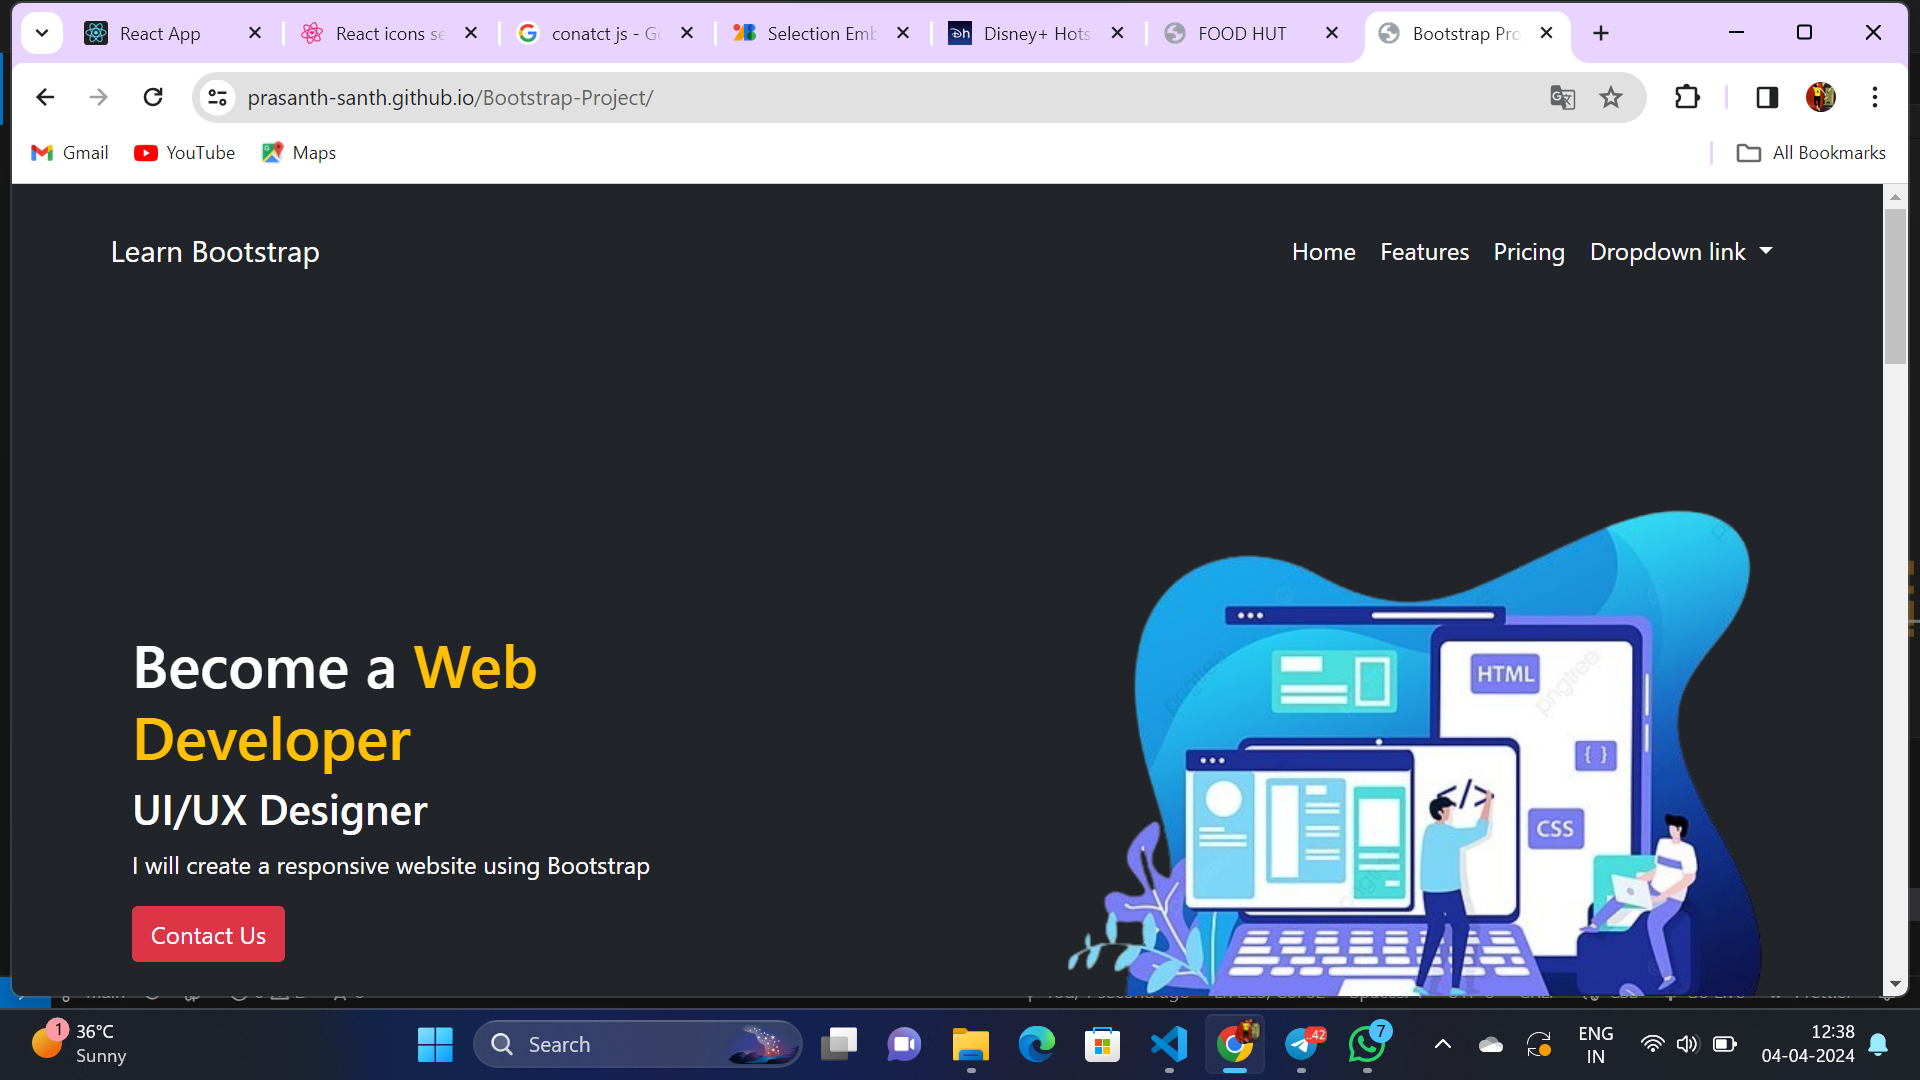 React App
React icons se
conatct js - Go
Selection Emb
Disney+ Hots
FOOD HUT
Bootstrap Pro
prasanth-santh.github.io/Bootstrap-Project/
Gmail
YouTube
Maps
All Bookmarks
Learn Bootstrap
Home
Features
Pricing
Dropdown link
Become a Web
Developer
UI/UX Designer
I will create a responsive website using Bootstrap
Contact Us
HTML
{ }
</>
CSS
pngtree
1
36°C
Sunny
Search
42
7
ENG
IN
12:38
04-04-2024